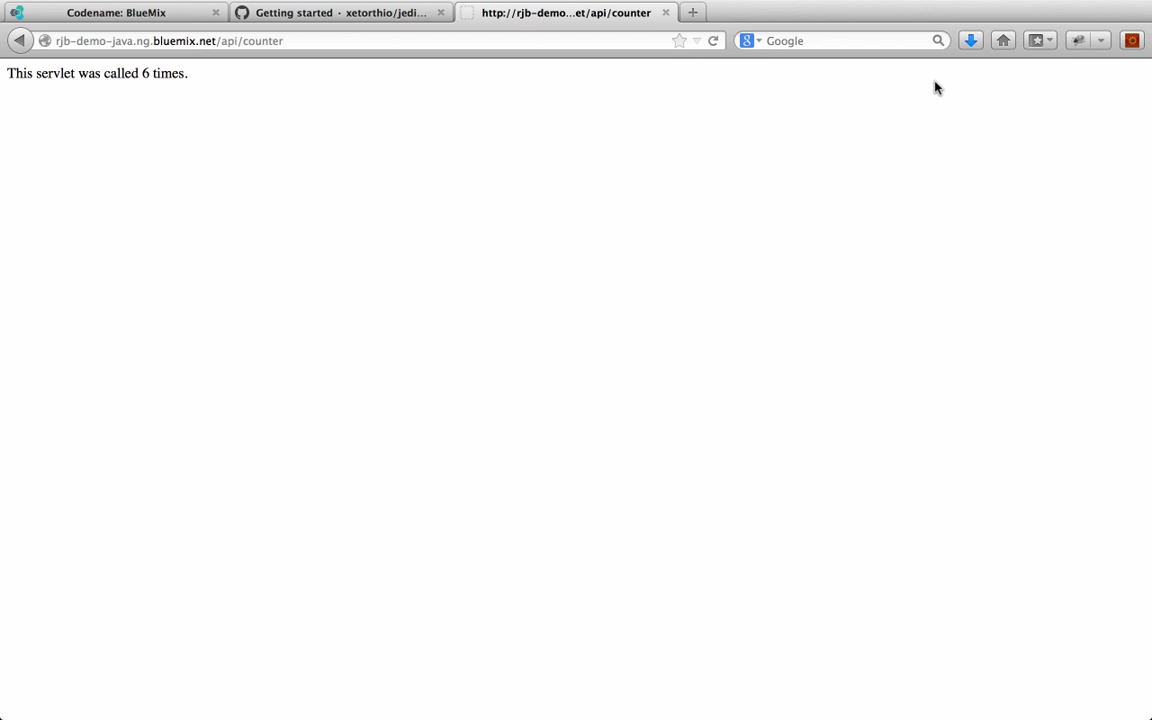 Codename: BlueMix
Getting started · xetorthio/jedi...
http://rjb-demo...et/api/counter
rjb-demo-java.ng.bluemix.net/api/counter
Google
This servlet was called 6 times.